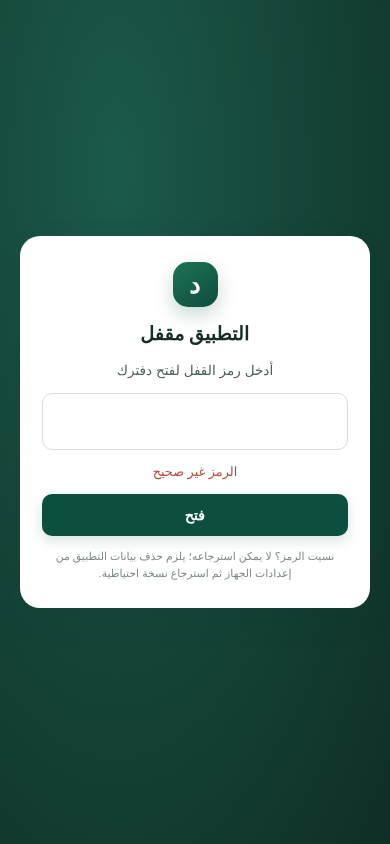 د
التطبيق مقفل
أدخل رمز القفل لفتح دفترك
الرمز غير صحيح
فتح
نسيت الرمز؟ لا يمكن استرجاعه؛ يلزم حذف بيانات التطبيق من
إعدادات الجهاز ثم استرجاع نسخة احتياطية.